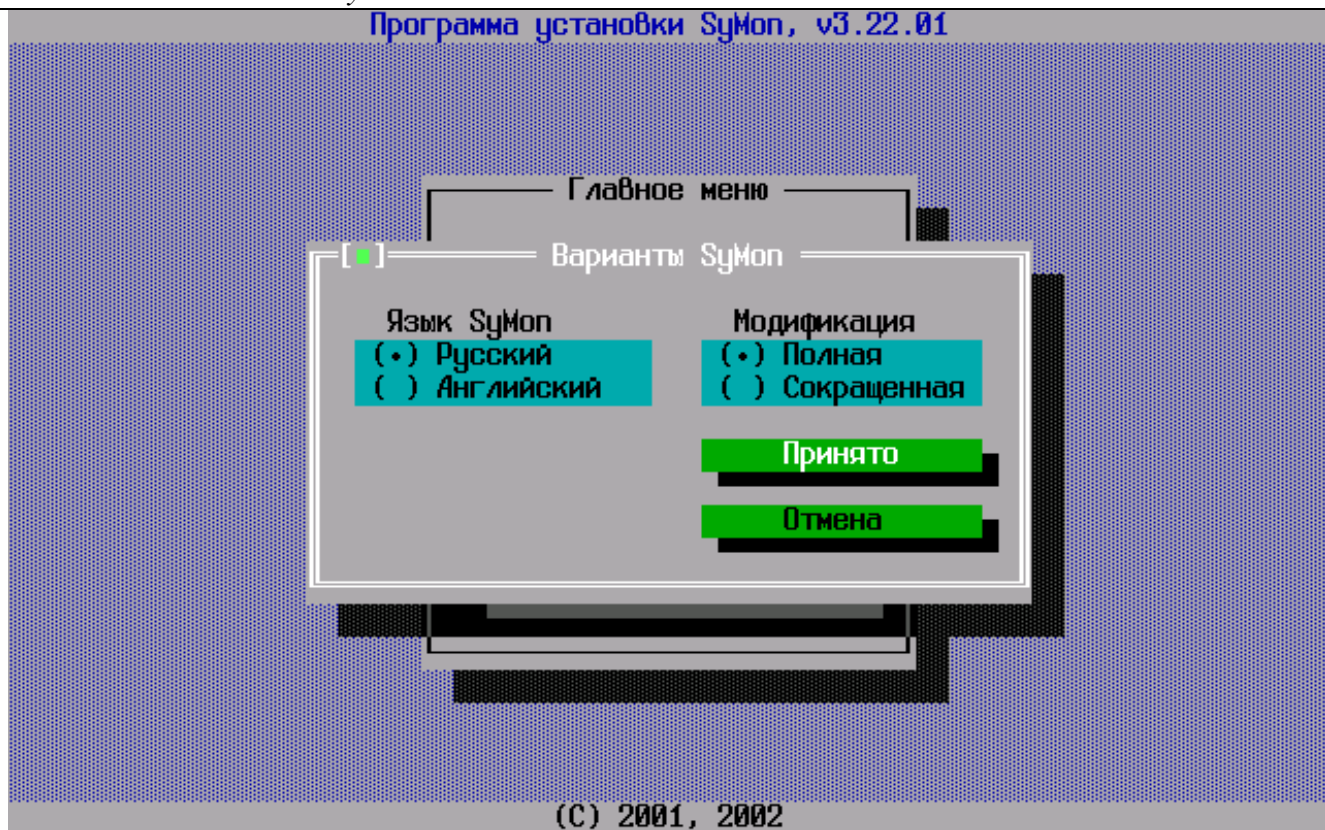 Программа установки SyMon, v3.22.01
Главное меню
[■] Варианты SyMon
Язык SyMon
(•) Русский
( ) Английский
Модификация
(•) Полная
( ) Сокращенная
Принято
Отмена
(C) 2001, 2002